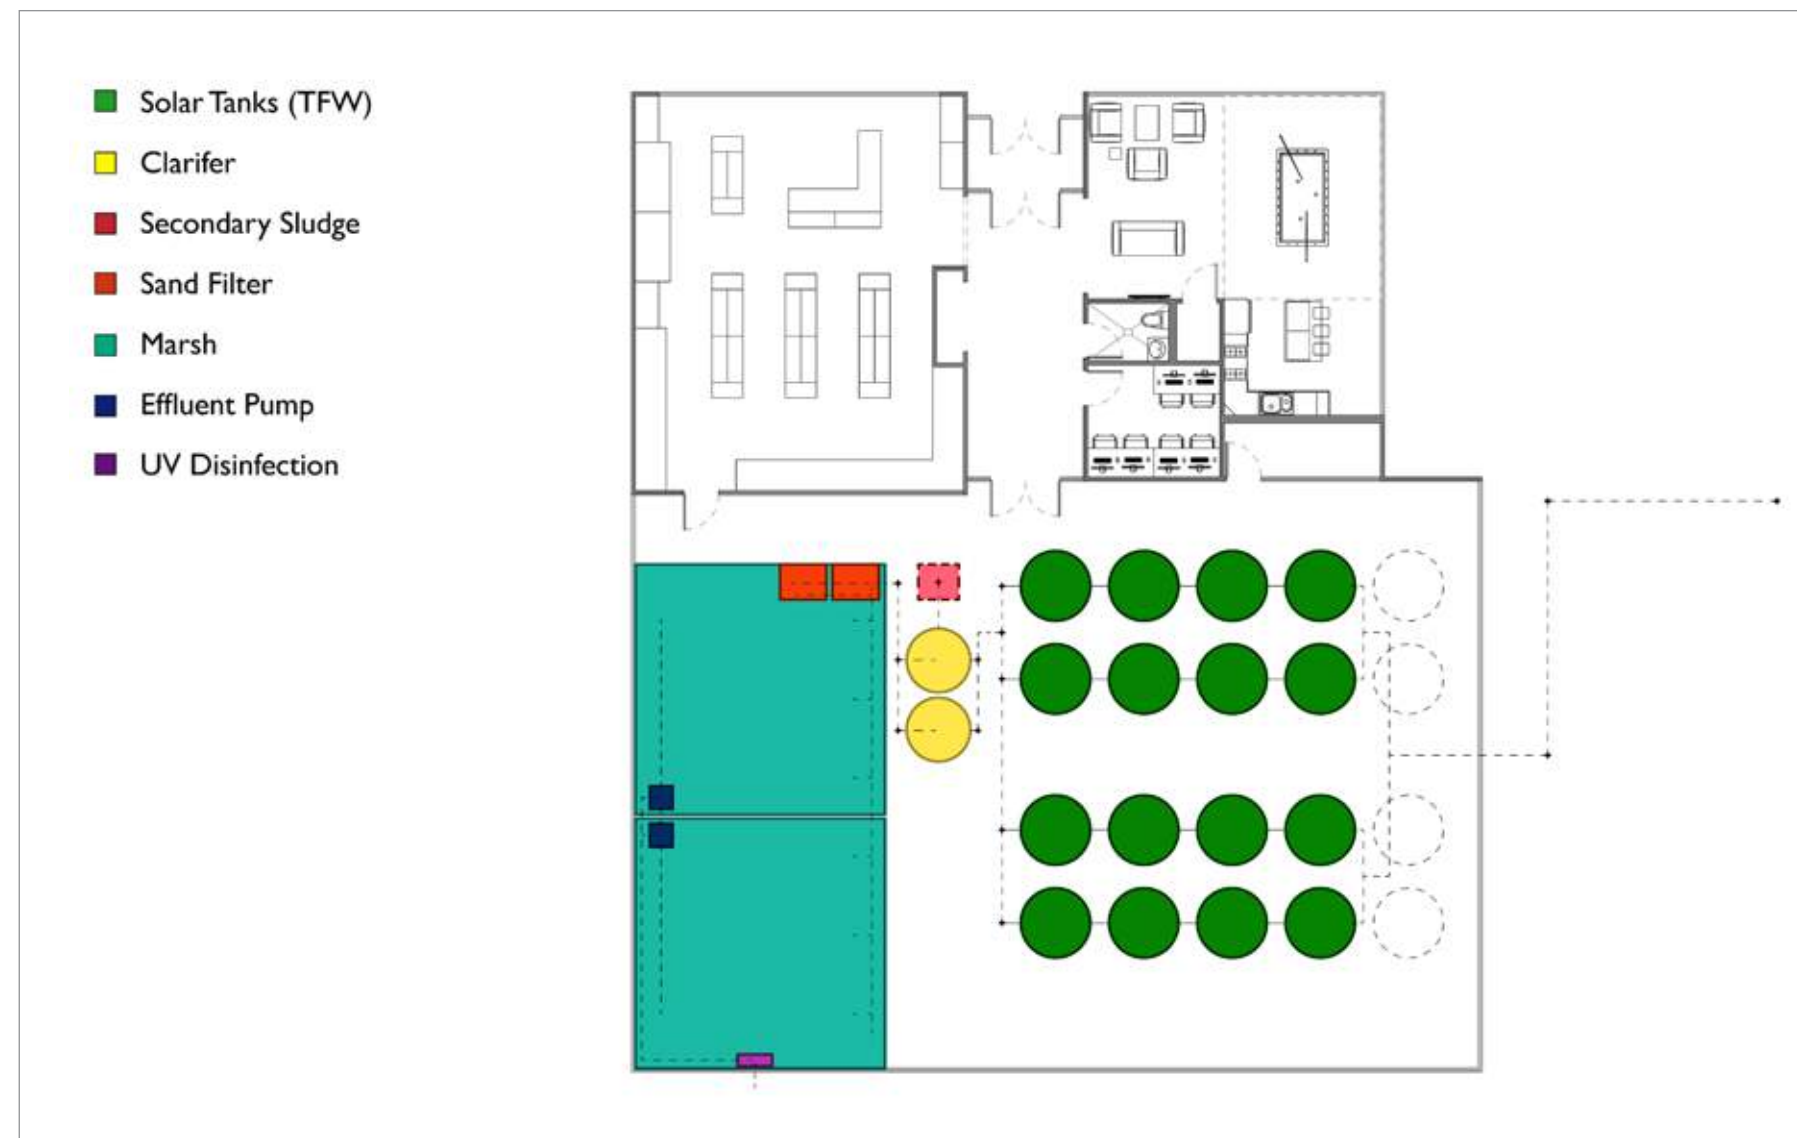 Solar Tanks (TFW)
Clarifer
Secondary Sludge
Sand Filter
Marsh
Effluent Pump
UV Disinfection